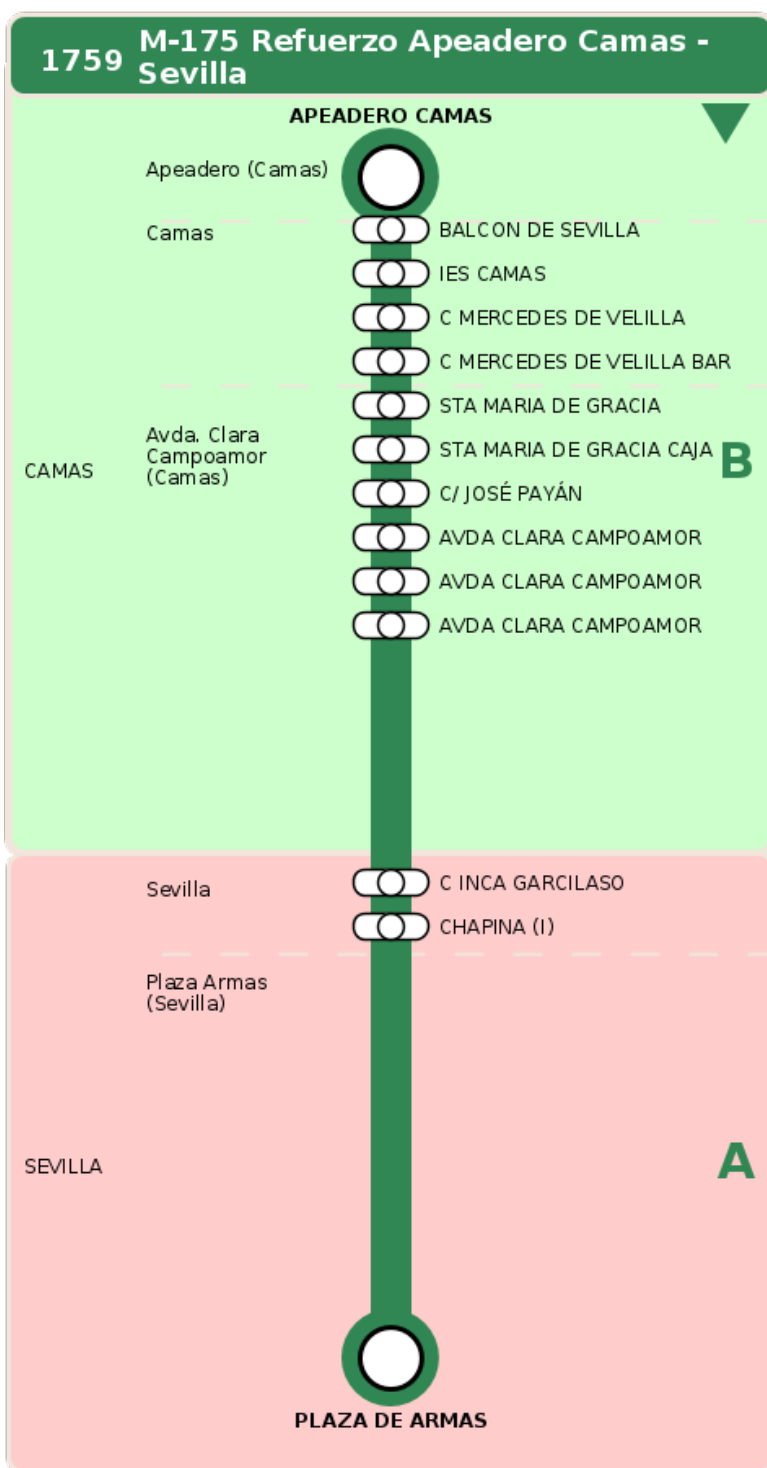 1759
M-175 Refuerzo Apeadero Camas -
Sevilla
APEADERO CAMAS
Apeadero (Camas)
Camas
BALCON DE SEVILLA
IES CAMAS
C MERCEDES DE VELILLA
C MERCEDES DE VELILLA BAR
STA MARIA DE GRACIA
Avda. Clara
Campoamor
(Camas)
STA MARIA DE GRACIA CAJA
B
CAMAS
C/ JOSÉ PAYÁN
AVDA CLARA CAMPOAMOR
AVDA CLARA CAMPOAMOR
AVDA CLARA CAMPOAMOR
Sevilla
C INCA GARCILASO
CHAPINA (I)
Plaza Armas
(Sevilla)
SEVILLA
A
PLAZA DE ARMAS